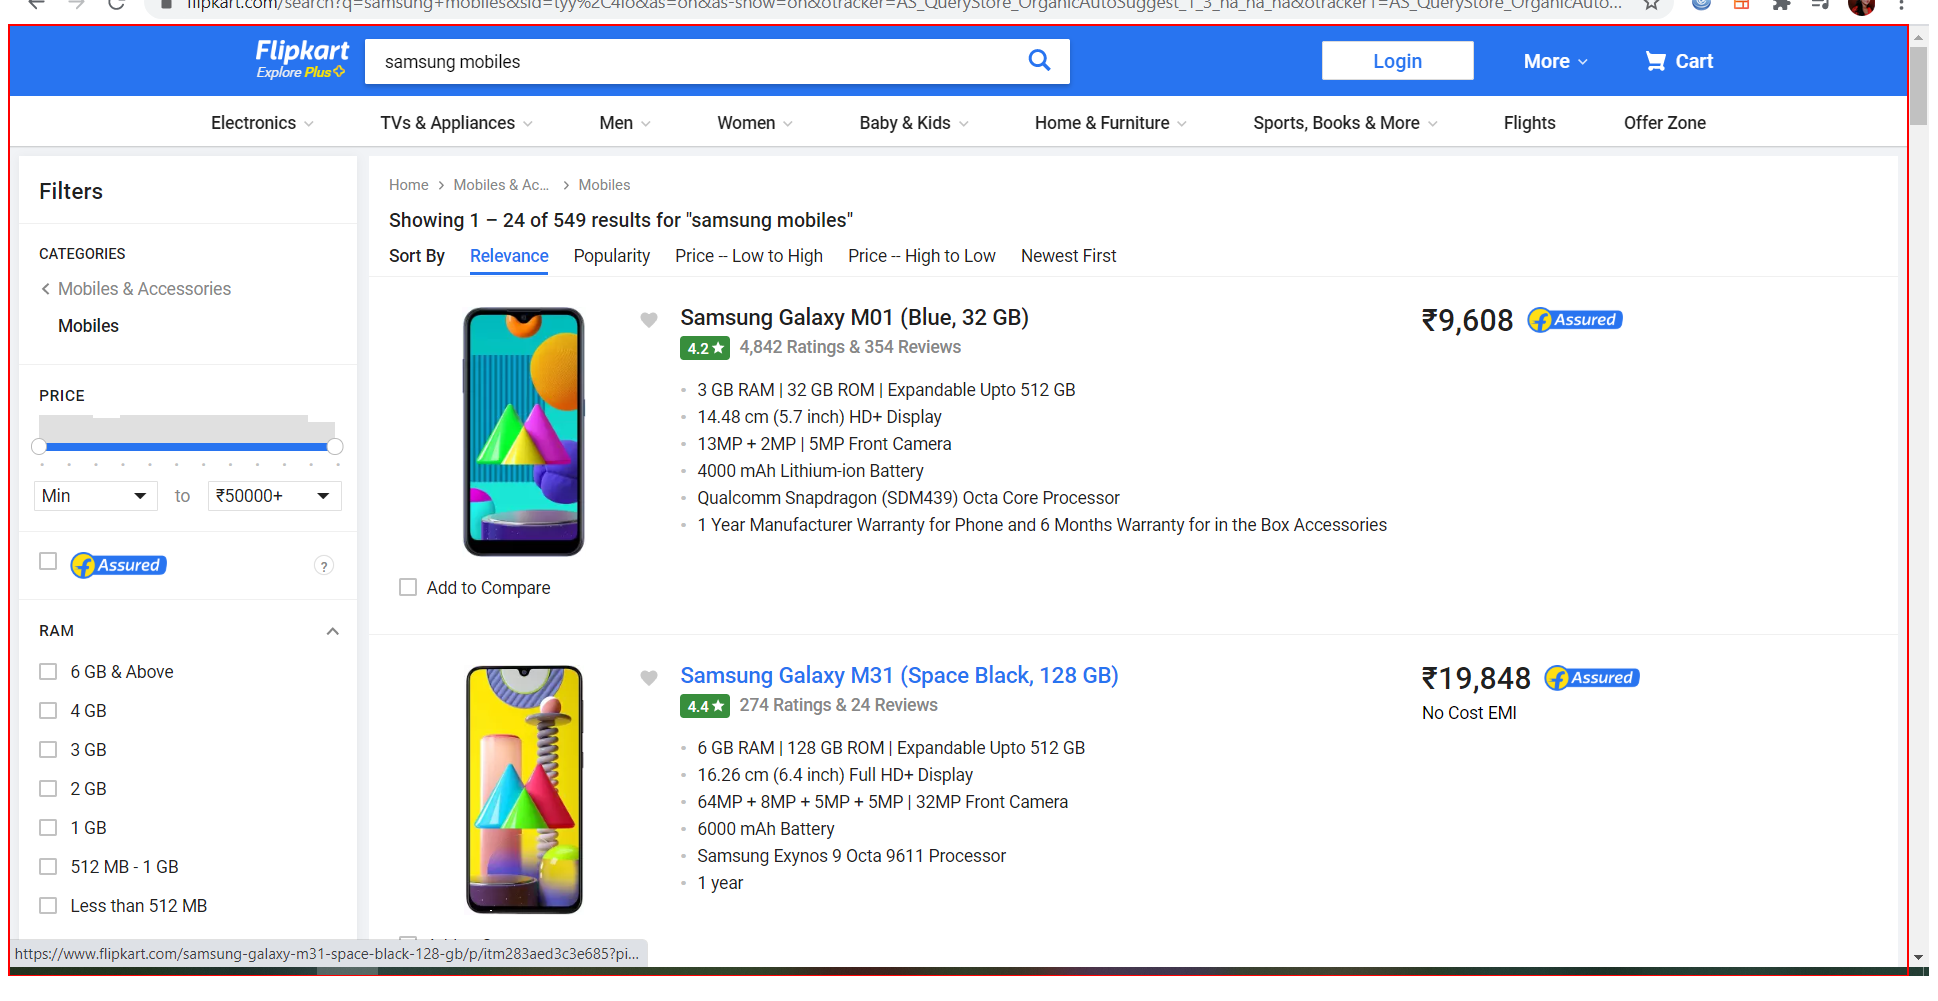 flipkart.com/search?q=samsung+mobiles&sid=tyy%2C4io&as=on&as-show=on&otracker=AS_QueryStore_OrganicAutoSuggest_1_3_na_na_na&otracker1=AS_QueryStore_OrganicAuto...
Flipkart
Explore Plus
samsung mobiles
Login
More
Cart
Electronics
TVs & Appliances
Men
Women
Baby & Kids
Home & Furniture
Sports, Books & More
Flights
Offer Zone
Filters
CATEGORIES
Mobiles & Accessories
Mobiles
PRICE
Min
to
₹50000+
Assured
?
RAM
6 GB & Above
4 GB
3 GB
2 GB
1 GB
512 MB - 1 GB
Less than 512 MB
Home > Mobiles & Ac... > Mobiles
Showing 1 – 24 of 549 results for "samsung mobiles"
Sort By Relevance Popularity Price -- Low to High Price -- High to Low Newest First
Samsung Galaxy M01 (Blue, 32 GB)
4.2★ 4,842 Ratings & 354 Reviews
3 GB RAM | 32 GB ROM | Expandable Upto 512 GB
14.48 cm (5.7 inch) HD+ Display
13MP + 2MP | 5MP Front Camera
4000 mAh Lithium-ion Battery
Qualcomm Snapdragon (SDM439) Octa Core Processor
1 Year Manufacturer Warranty for Phone and 6 Months Warranty for in the Box Accessories
₹9,608 Assured
Add to Compare
Samsung Galaxy M31 (Space Black, 128 GB)
4.4★ 274 Ratings & 24 Reviews
6 GB RAM | 128 GB ROM | Expandable Upto 512 GB
16.26 cm (6.4 inch) Full HD+ Display
64MP + 8MP + 5MP + 5MP | 32MP Front Camera
6000 mAh Battery
Samsung Exynos 9 Octa 9611 Processor
1 year
₹19,848 Assured
No Cost EMI
https://www.flipkart.com/samsung-galaxy-m31-space-black-128-gb/p/itm283aed3c3e685?pi...